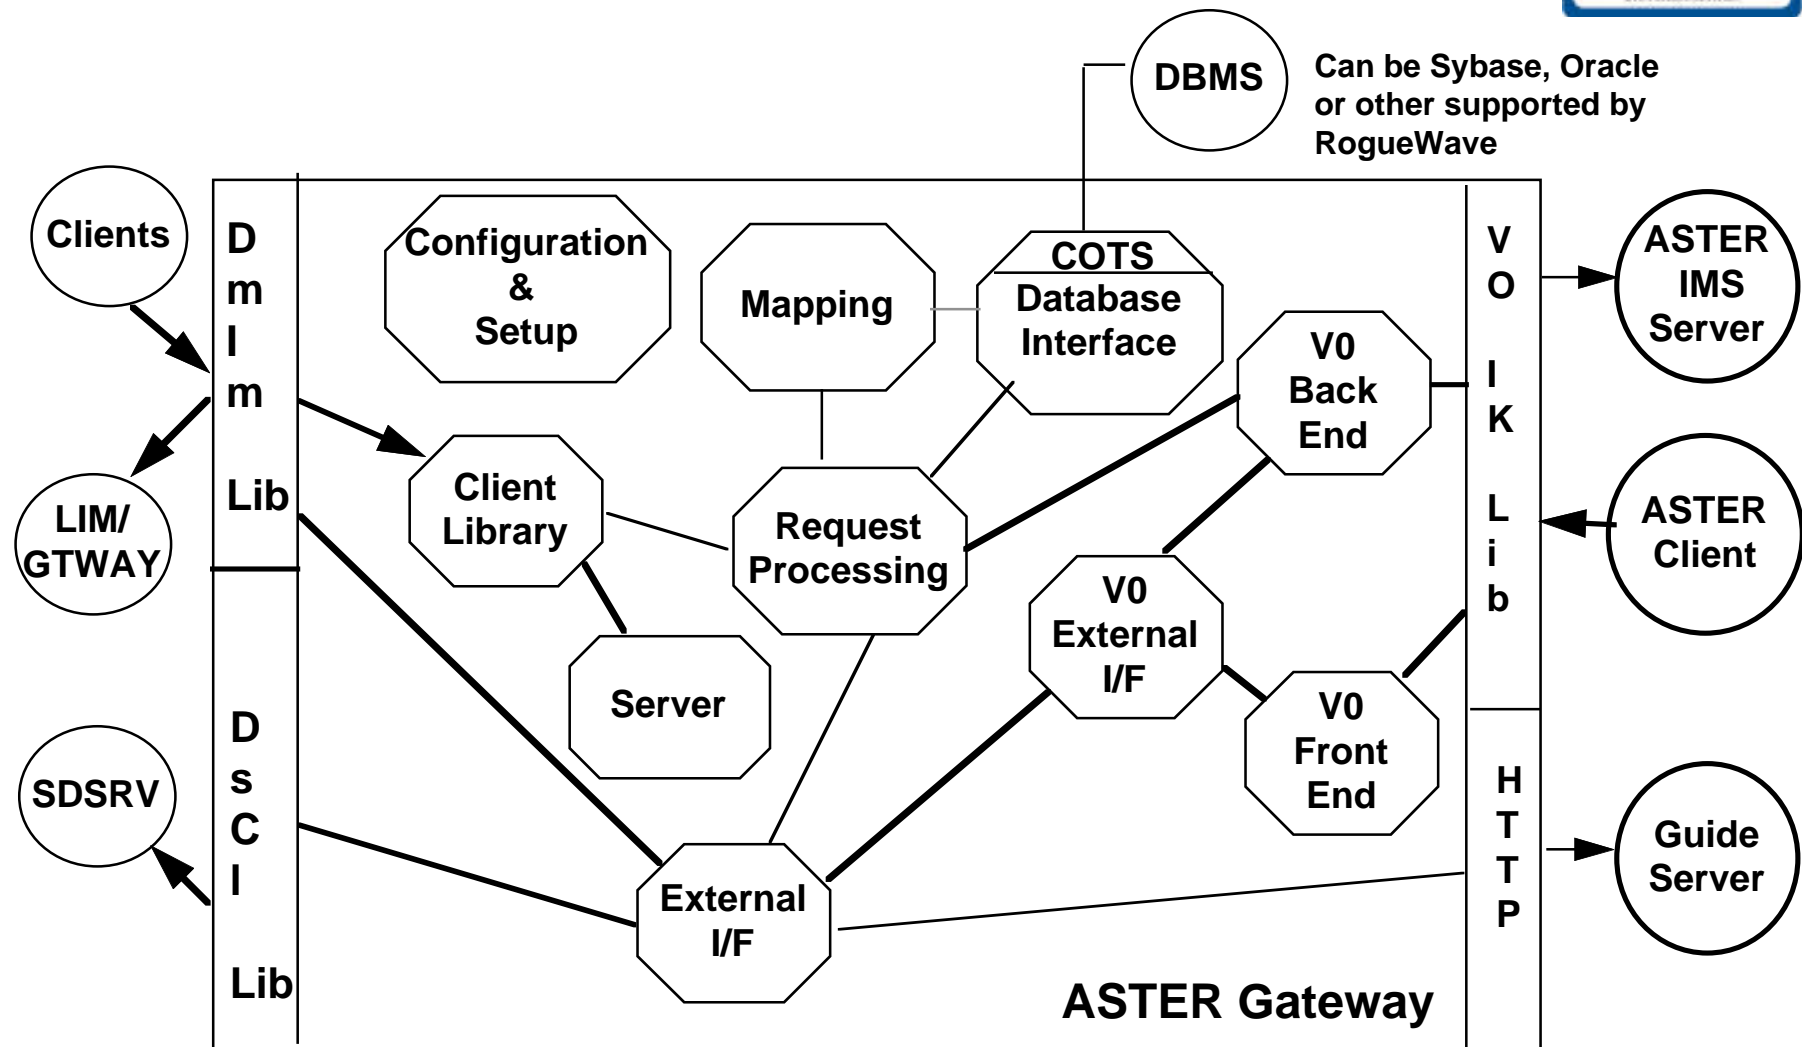 DBMS
Can be Sybase, Oracle
or other supported by
RogueWave
Clients
LIM/
GTWAY
SDSRV
D
m
I
m
Lib
D
s
C
I
Lib
Configuration
&
Setup
Mapping
COTS
Database
Interface
Client
Library
Request
Processing
Server
V0
Back
End
V0
External
I/F
V0
Front
End
External
I/F
ASTER Gateway
V
O
I
K
L
i
b
H
T
T
P
ASTER
IMS
Server
ASTER
Client
Guide
Server